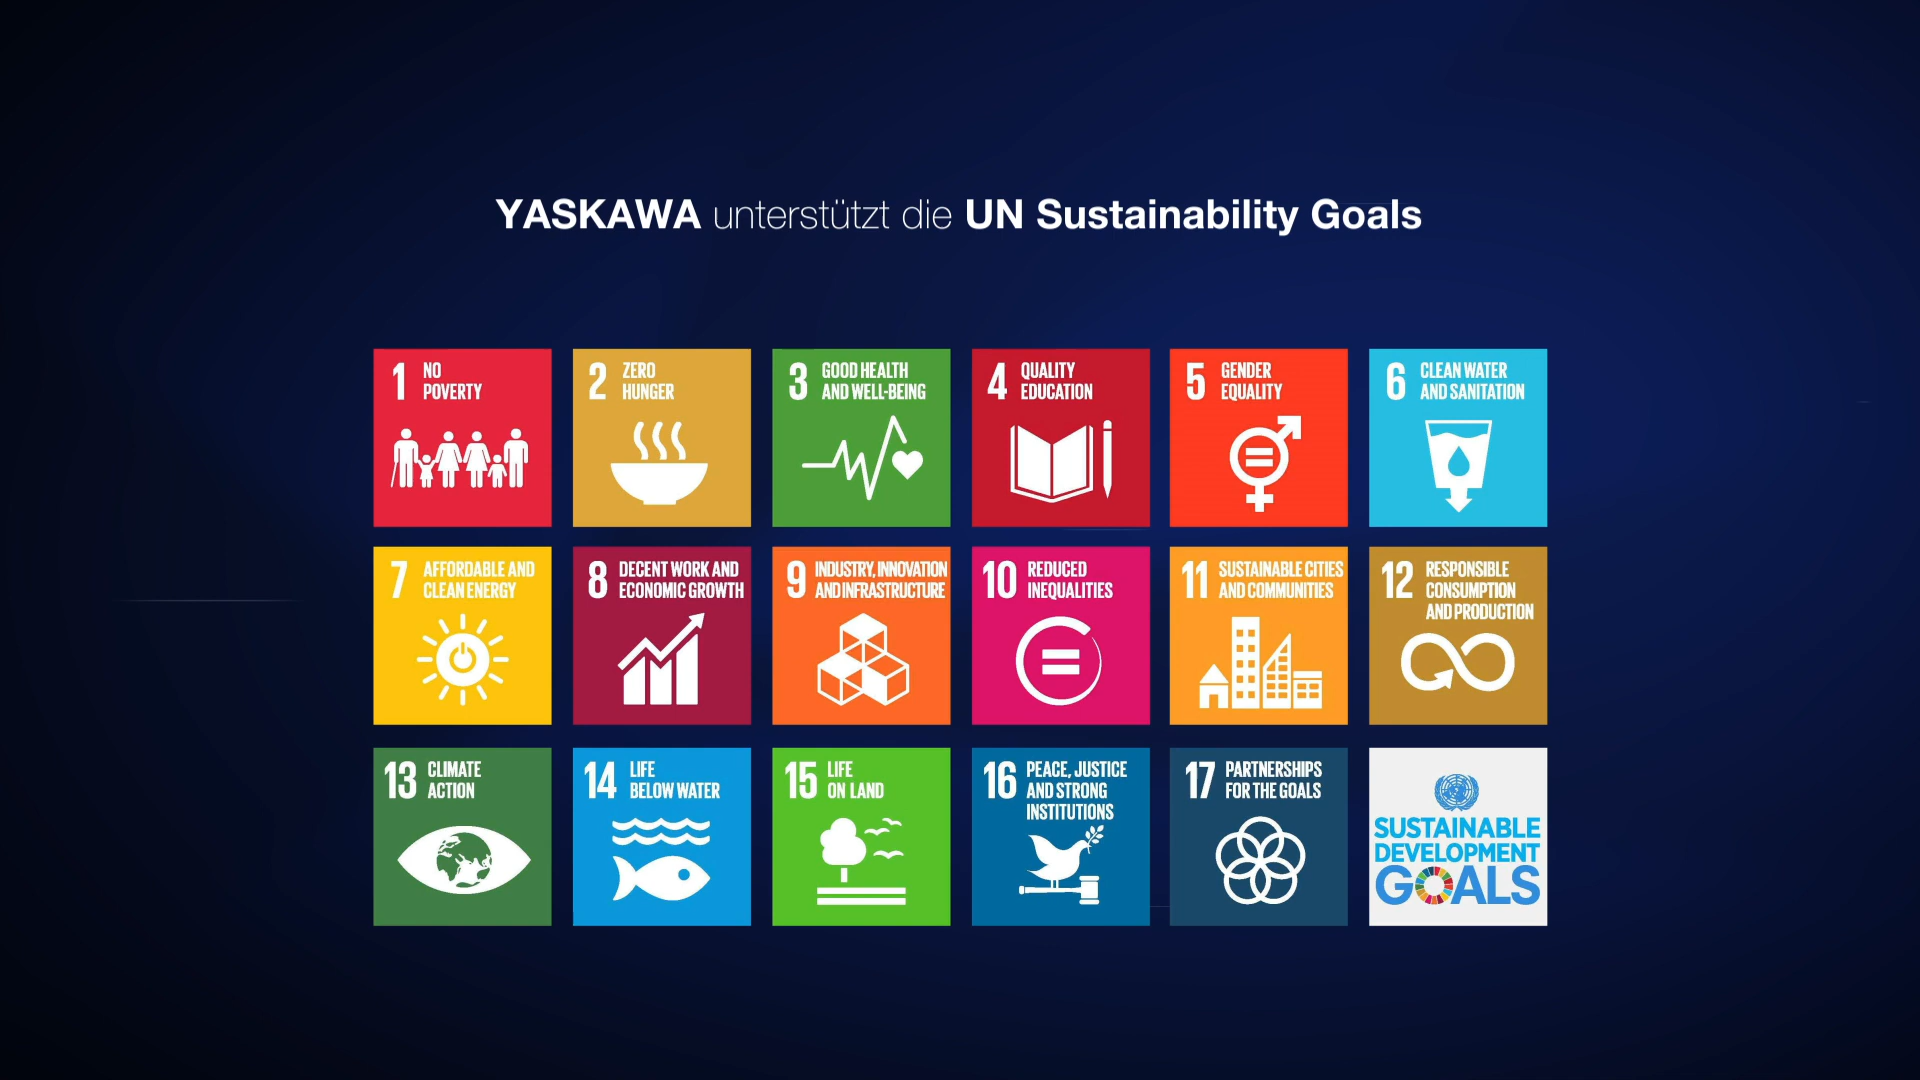 YASKAWA unterstützt die UN Sustainability Goals
1 NO
POVERTY
2 ZERO
HUNGER
3 GOOD HEALTH
AND WELL-BEING
4 QUALITY
EDUCATION
5 GENDER
EQUALITY
6 CLEAN WATER
AND SANITATION
7 AFFORDABLE AND
CLEAN ENERGY
8 DECENT WORK AND
ECONOMIC GROWTH
9 INDUSTRY, INNOVATION
AND INFRASTRUCTURE
10 REDUCED
INEQUALITIES
11 SUSTAINABLE CITIES
AND COMMUNITIES
12 RESPONSIBLE
CONSUMPTION
AND PRODUCTION
13 CLIMATE
ACTION
14 LIFE
BELOW WATER
15 LIFE
ON LAND
16 PEACE, JUSTICE
AND STRONG
INSTITUTIONS
17 PARTNERSHIPS
FOR THE GOALS
SUSTAINABLE
DEVELOPMENT
GOALS